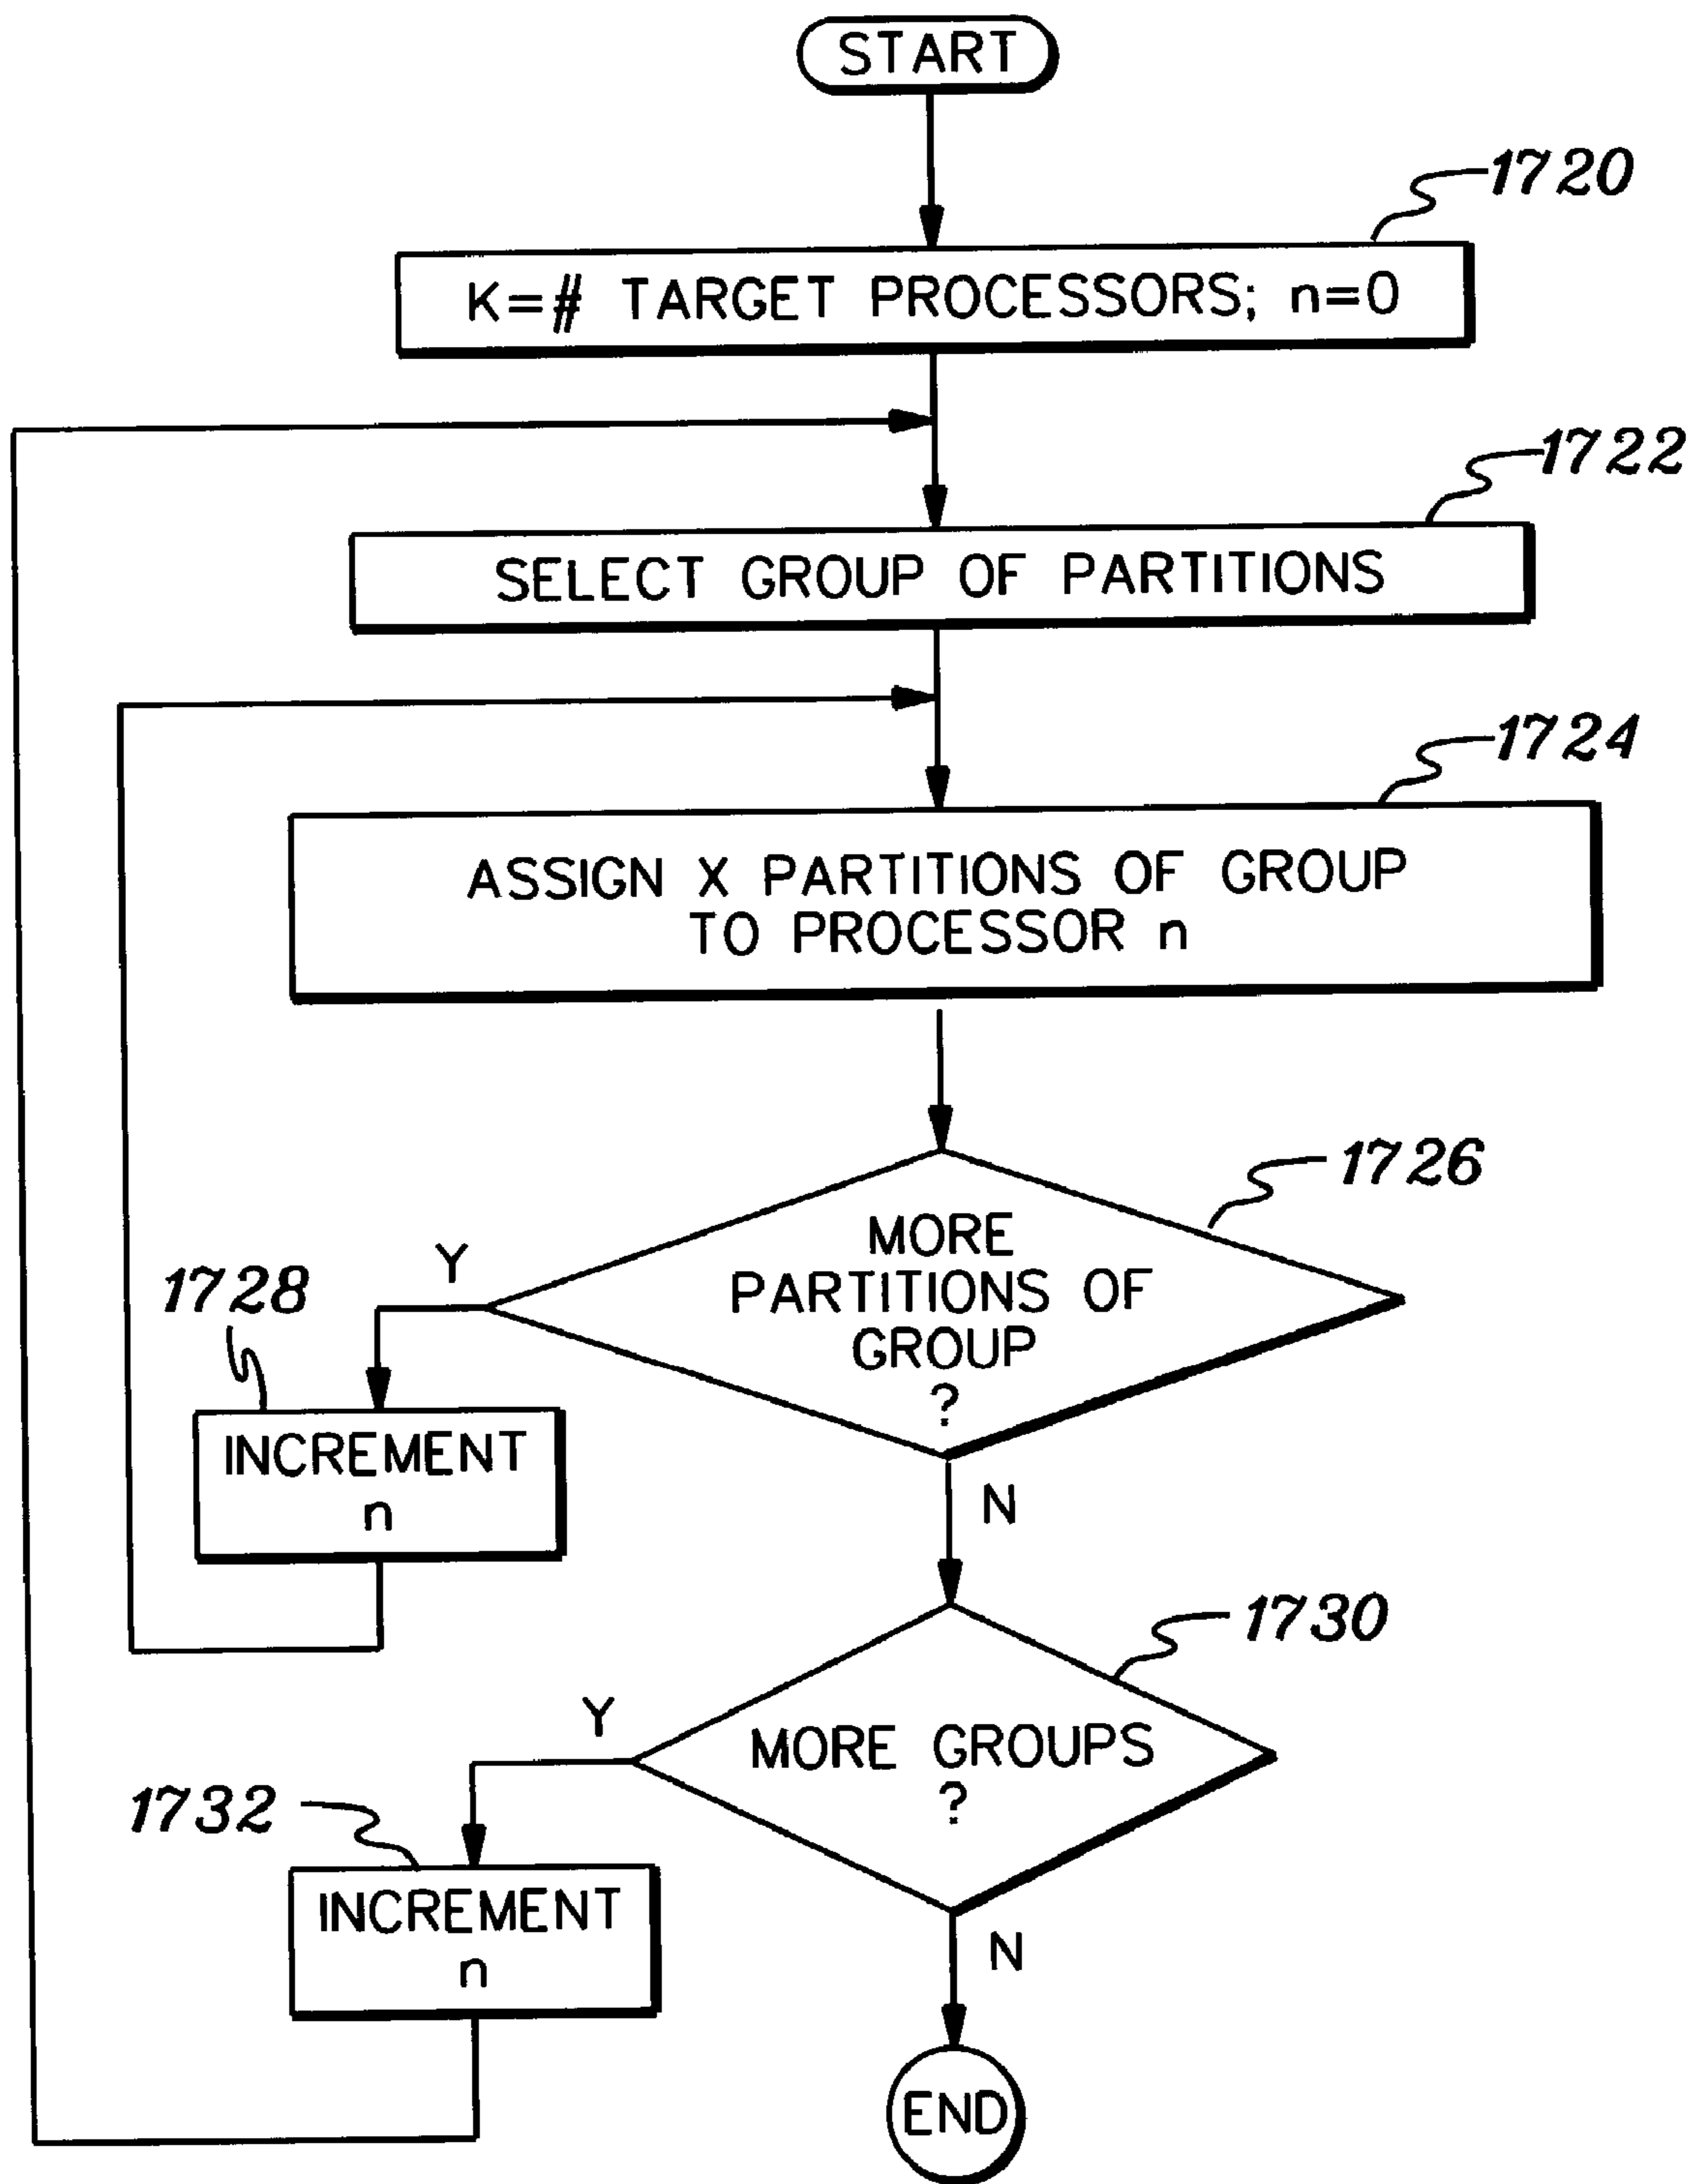 START
1720
K=# TARGET PROCESSORS; n=0
1722
SELECT GROUP OF PARTITIONS
1724
ASSIGN X PARTITIONS OF GROUP
TO PROCESSOR n
1726
MORE
PARTITIONS OF
GROUP
?
Y
1728
INCREMENT
n
N
1730
MORE GROUPS
?
Y
1732
INCREMENT
n
N
END